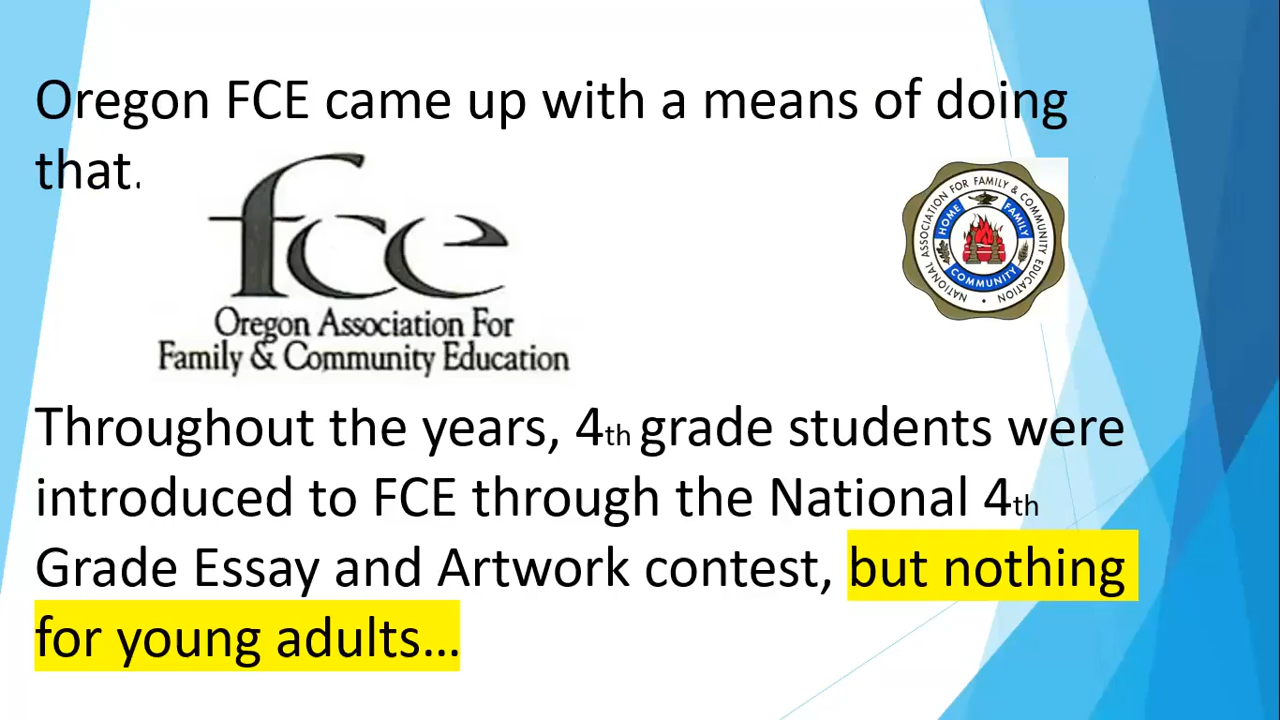 Oregon FCE came up with a means of doing
that.
fce
Oregon Association For
Family & Community Education
NATIONAL ASSOCIATION FOR FAMILY & COMMUNITY EDUCATION
HOME
FAMILY
COMMUNITY
Throughout the years, 4th grade students were
introduced to FCE through the National 4th
Grade Essay and Artwork contest, but nothing
for young adults…